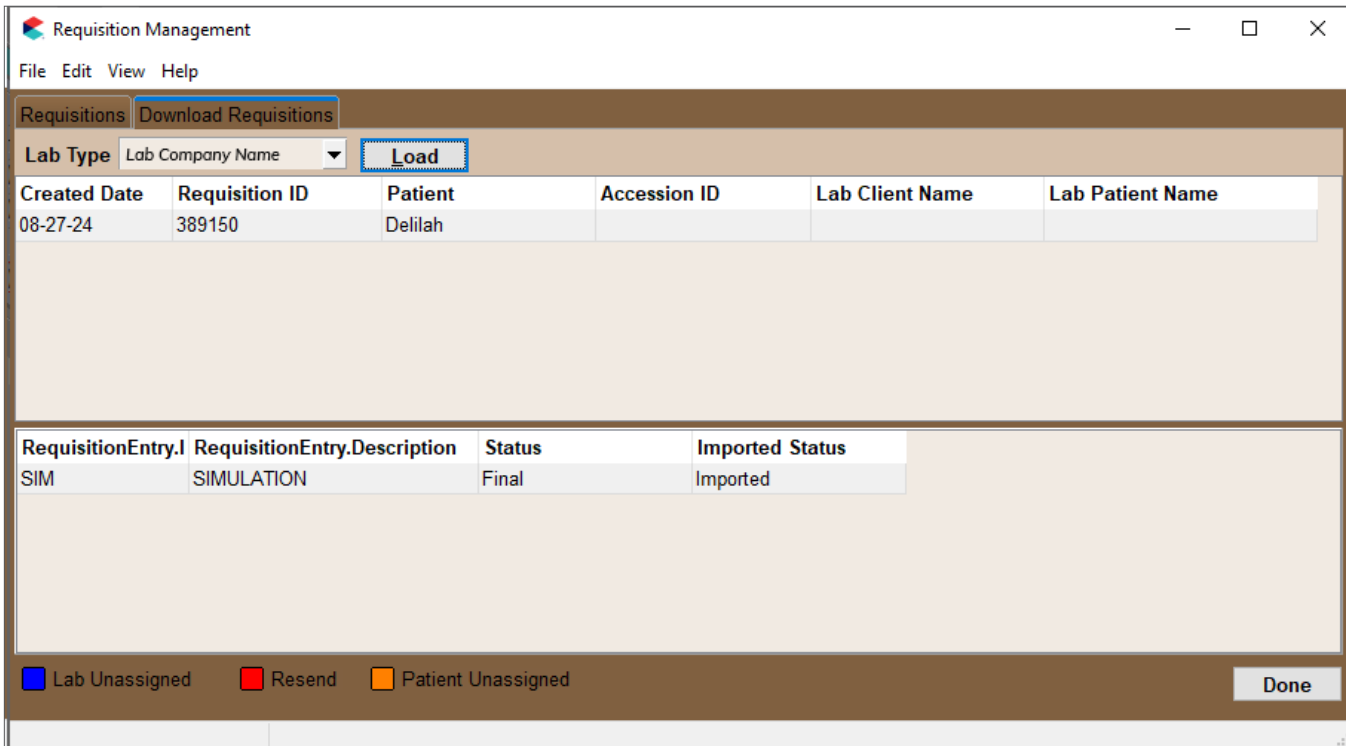 Requisition Management
File Edit View Help
Requisitions Download Requisitions
Lab Type Lab Company Name Load
Created Date Requisition ID Patient Accession ID Lab Client Name Lab Patient Name
08-27-24 389150 Delilah
RequisitionEntry.I RequisitionEntry.Description Status Imported Status
SIM SIMULATION Final Imported
Lab Unassigned Resend Patient Unassigned Done